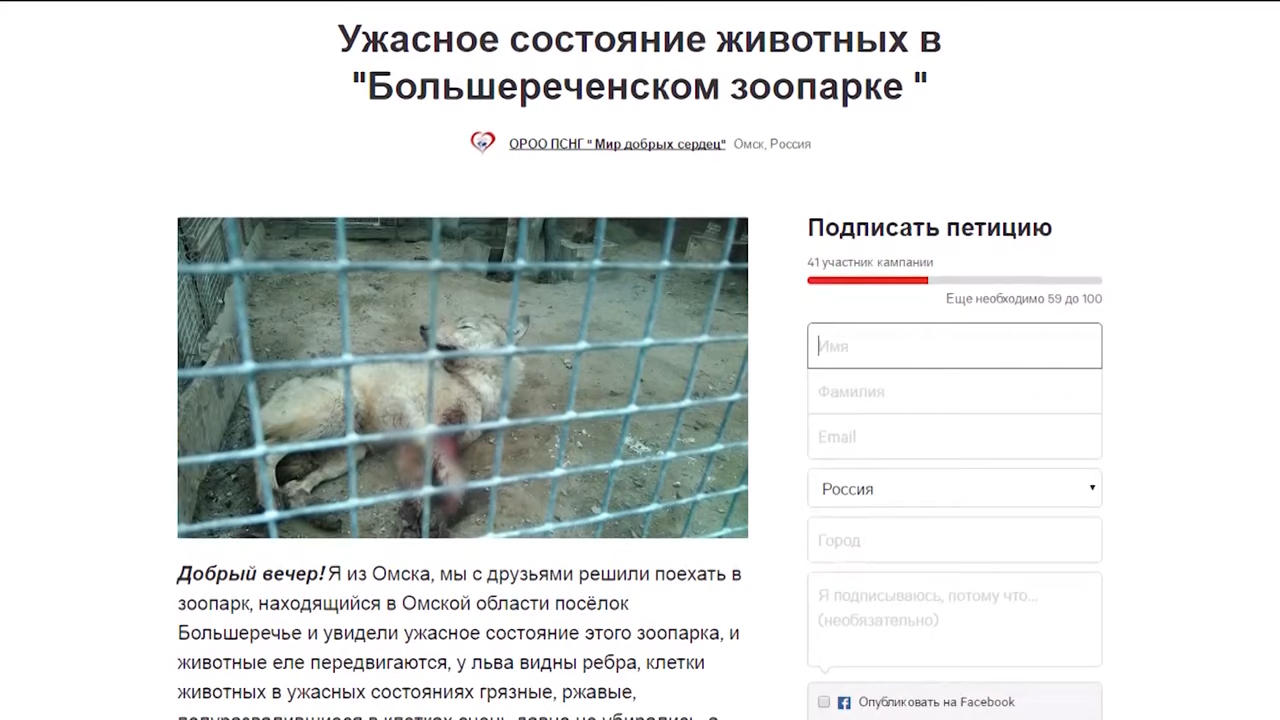 Ужасное состояние животных в
"Большереченском зоопарке "
ОРОО ПСНГ " Мир добрых сердец" Омск, Россия
Подписать петицию
41 участник кампании
Еще необходимо 59 до 100
Имя
Фамилия
Email
Россия
Город
Я подписываюсь, потому что...
(необязательно)
Опубликовать на Facebook
Добрый вечер! Я из Омска, мы с друзьями решили поехать в
зоопарк, находящийся в Омской области посёлок
Большеречье и увидели ужасное состояние этого зоопарка, и
животные еле передвигаются, у льва видны ребра, клетки
животных в ужасных состояниях грязные, ржавые,